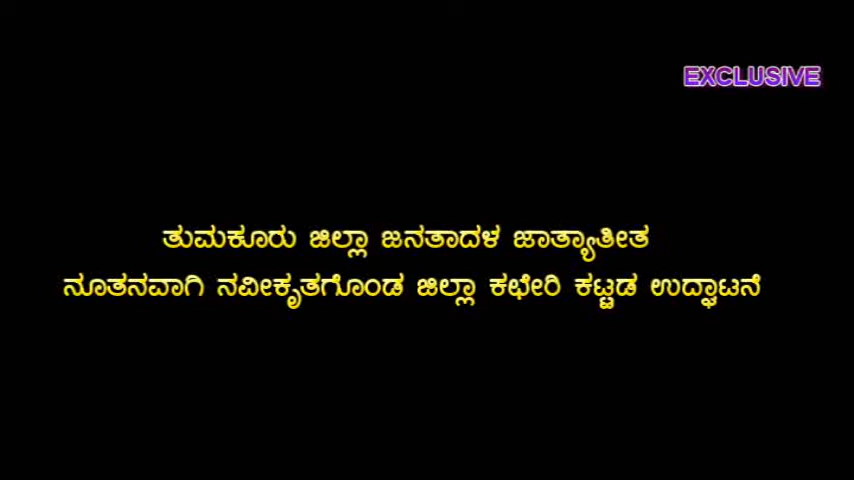 EXCLUSIVE
ತುಮಕೂರು ಜಿಲ್ಲಾ ಜನತಾದಳ ಜಾತ್ಯಾತೀತ
ನೂತನವಾಗಿ ನವೀಕೃತಗೊಂಡ ಜಿಲ್ಲಾ ಕಛೇರಿ ಕಟ್ಟಡ ಉದ್ಘಾಟನೆ